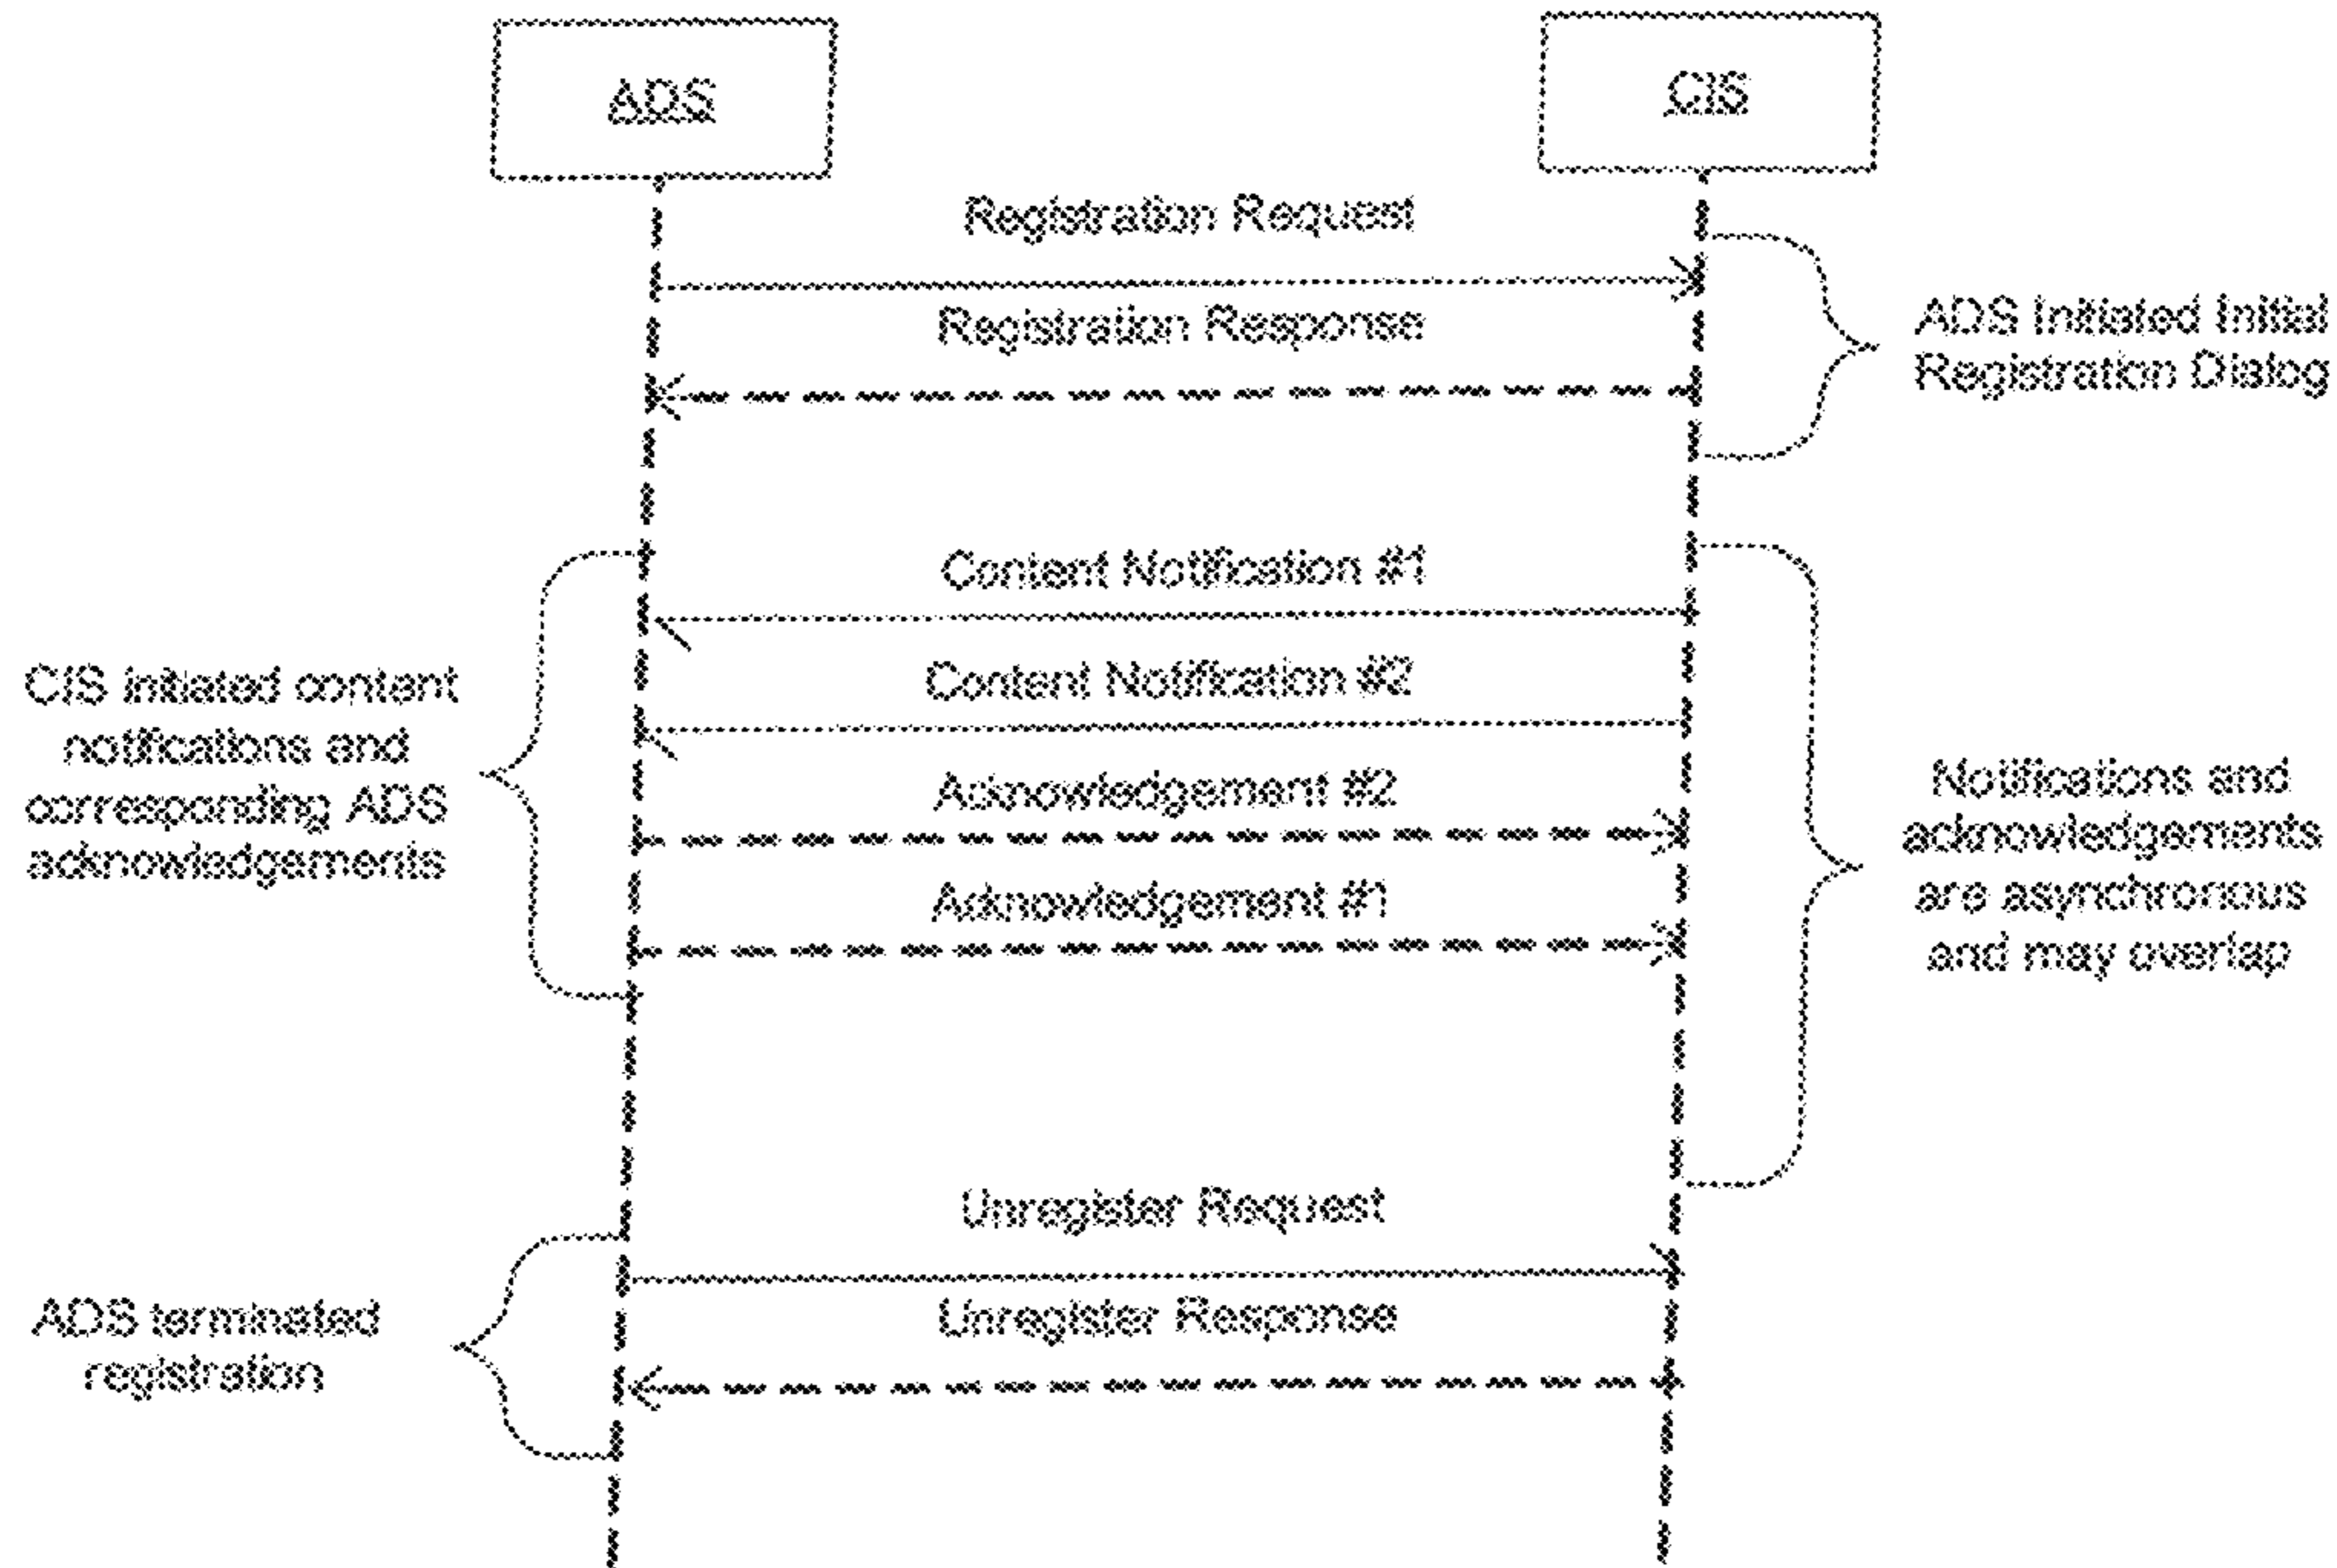 ADS
CIS
Registration Request
Registration Response
ADS Initiated Initial
Registration Dialog
Content Notification #1
Content Notification #2
Acknowledgement #2
Acknowledgement #1
CIS initiated content
notifications and
corresponding ADS
acknowledgements
Notifications and
acknowledgements
are asynchronous
and may overlap
Unregister Request
Unregister Response
ADS terminated
registration